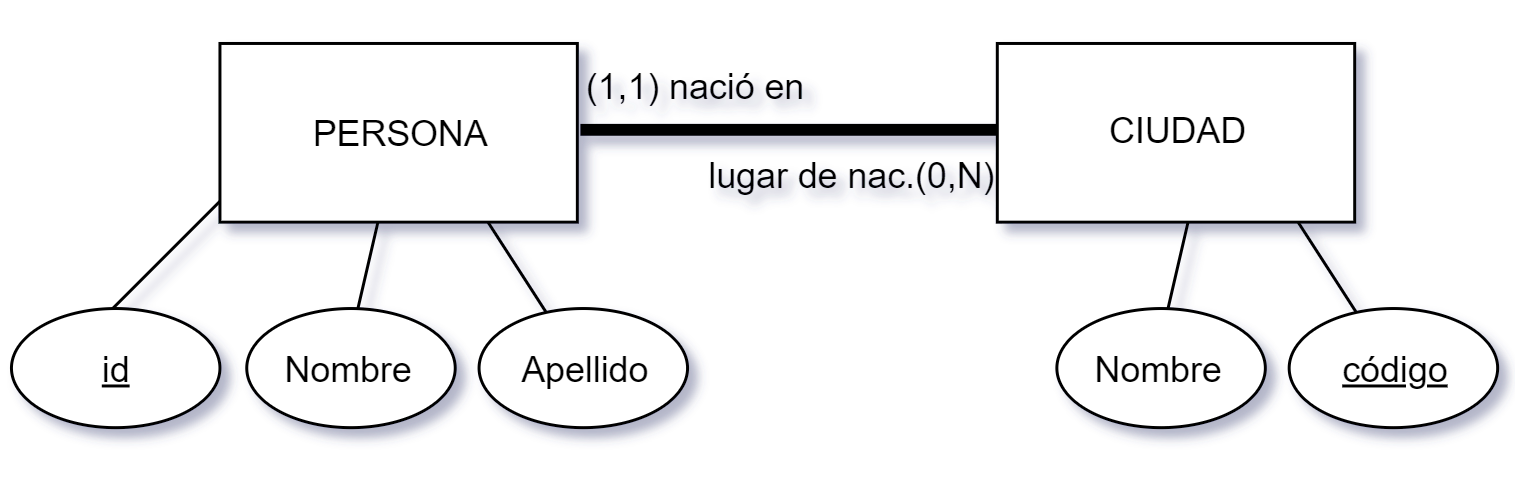 (1,1) nació en
PERSONA
CIUDAD
lugar de nac.(0,N)
id
Nombre
Apellido
Nombre
código